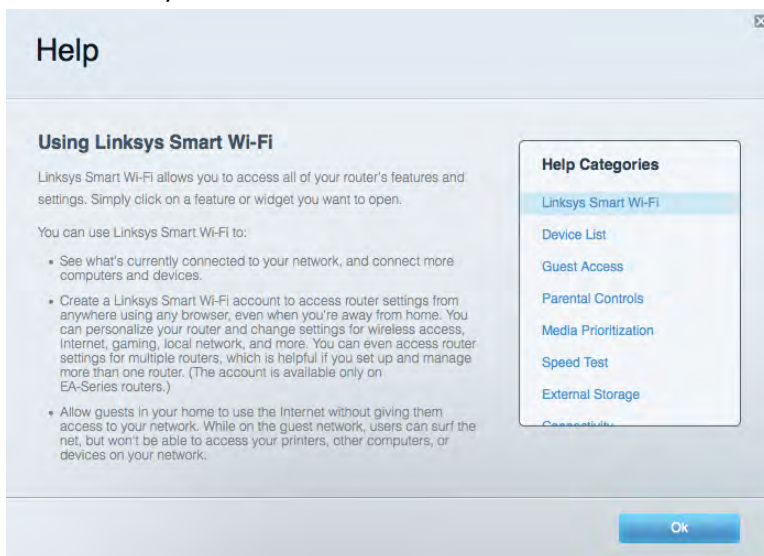 Help
Using Linksys Smart Wi-Fi
Linksys Smart Wi-Fi allows you to access all of your router's features and
settings. Simply click on a feature or widget you want to open.
You can use Linksys Smart Wi-Fi to:
• See what's currently connected to your network, and connect more
computers and devices.
• Create a Linksys Smart Wi-Fi account to access router settings from
anywhere using any browser, even when you're away from home. You
can personalize your router and change settings for wireless access,
Internet, gaming, local network, and more. You can even access router
settings for multiple routers, which is helpful if you set up and manage
more than one router. (The account is available only on
EA-Series routers.)
• Allow guests in your home to use the Internet without giving them
access to your network. While on the guest network, users can surf the
net, but won't be able to access your printers, other computers, or
devices on your network.
Help Categories
Linksys Smart Wi-Fi
Device List
Guest Access
Parental Controls
Media Prioritization
Speed Test
External Storage
Connectivity
Ok